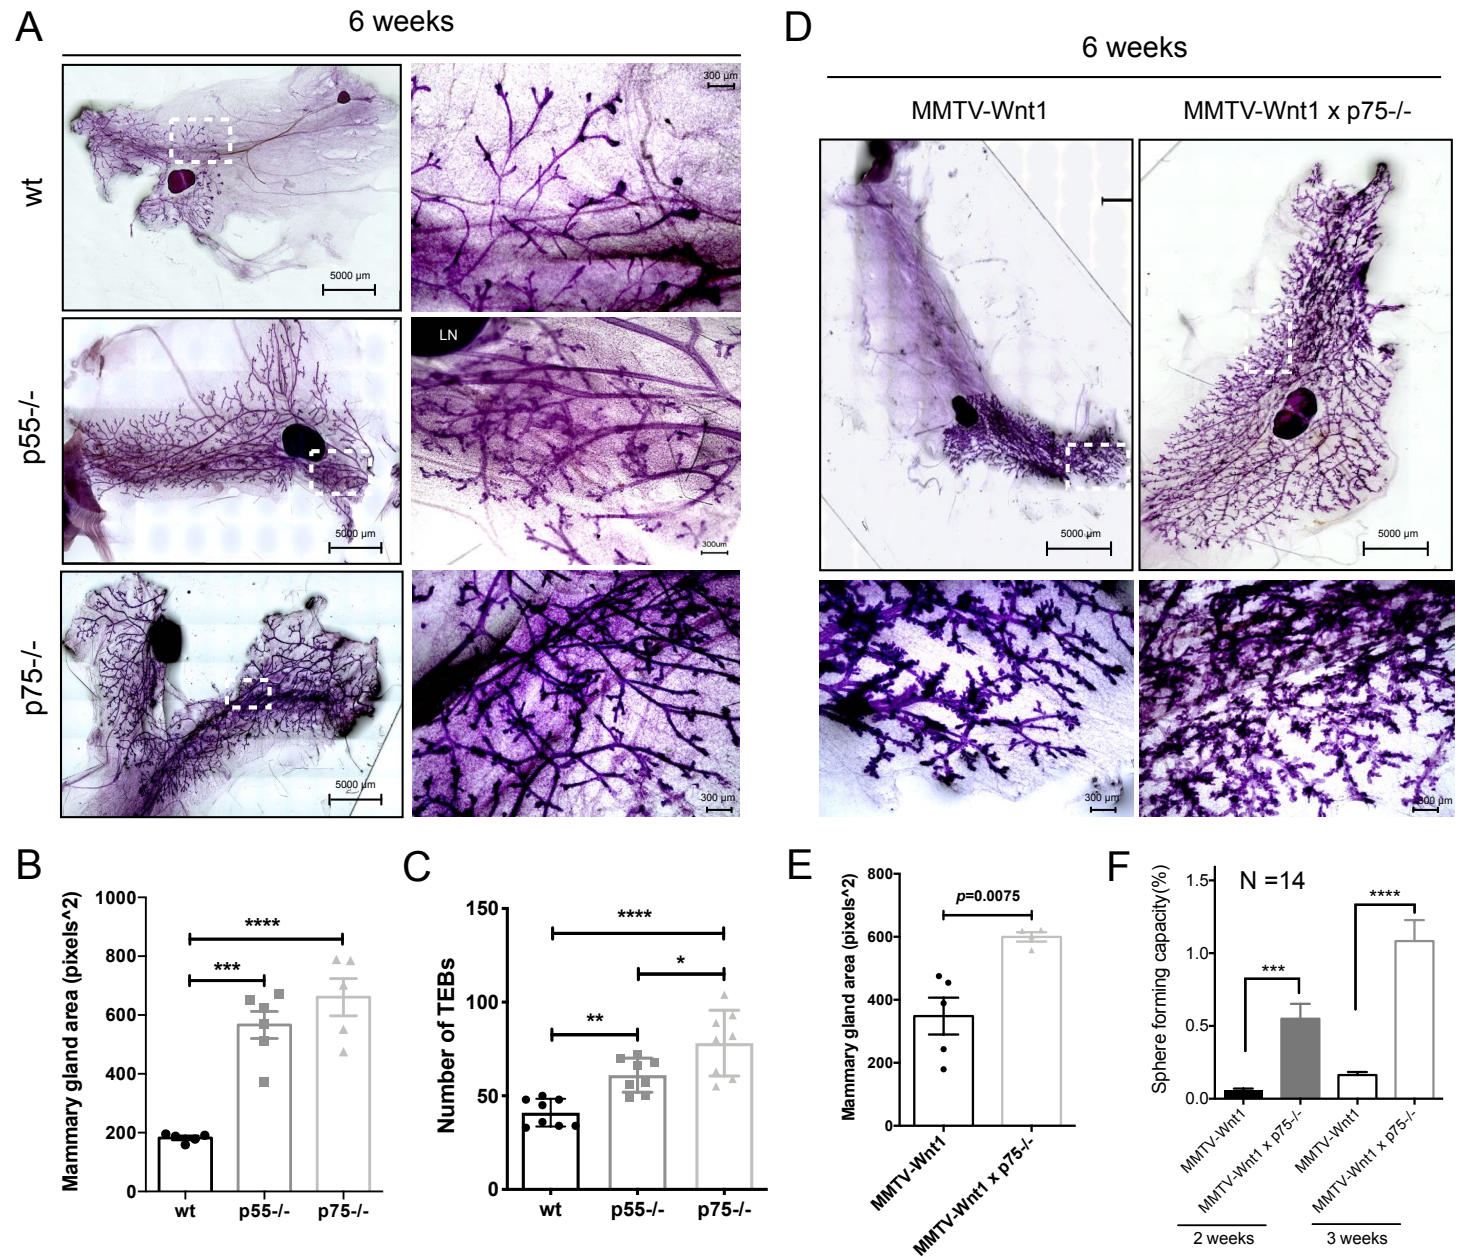 A
6 weeks
wt
5000 µm
300 µm
p55-/-
5000 µm
LN
300um
p75-/-
5000 µm
300 µm
D
6 weeks
MMTV-Wnt1
MMTV-Wnt1 x p75-/-
5000 µm
5000 µm
300 µm
300 µm
B
Mammary gland area (pixels^2)
1000
800
600
400
200
0
****
***
wt
p55-/-
p75-/-
C
Number of TEBs
150
100
50
0
****
*
**
wt
p55-/-
p75-/-
E
Mammary gland area (pixels^2)
800
600
400
200
0
p=0.0075
MMTV-Wnt1
MMTV-Wnt1 x p75-/-
F
Sphere forming capacity(%)
1.5
1.0
0.5
0.0
N =14
***
****
MMTV-Wnt1
MMTV-Wnt1 x p75-/-
MMTV-Wnt1
MMTV-Wnt1 x p75-/-
2 weeks
3 weeks